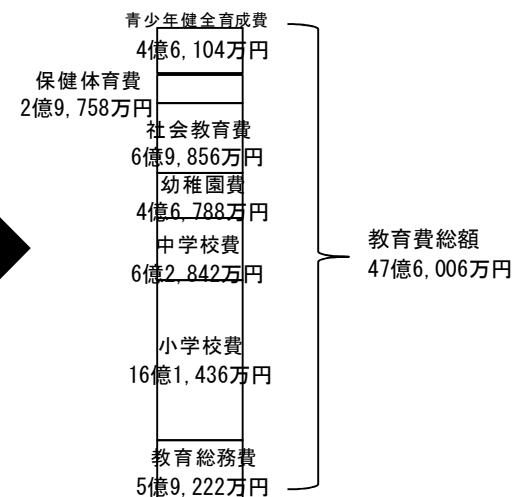 青少年健全育成費
4億6,104万円
保健体育費
2億9,758万円
社会教育費
6億9,856万円
幼稚園費
4億6,788万円
中学校費
6億2,842万円
小学校費
16億1,436万円
教育総務費
5億9,222万円
教育費総額
47億6,006万円